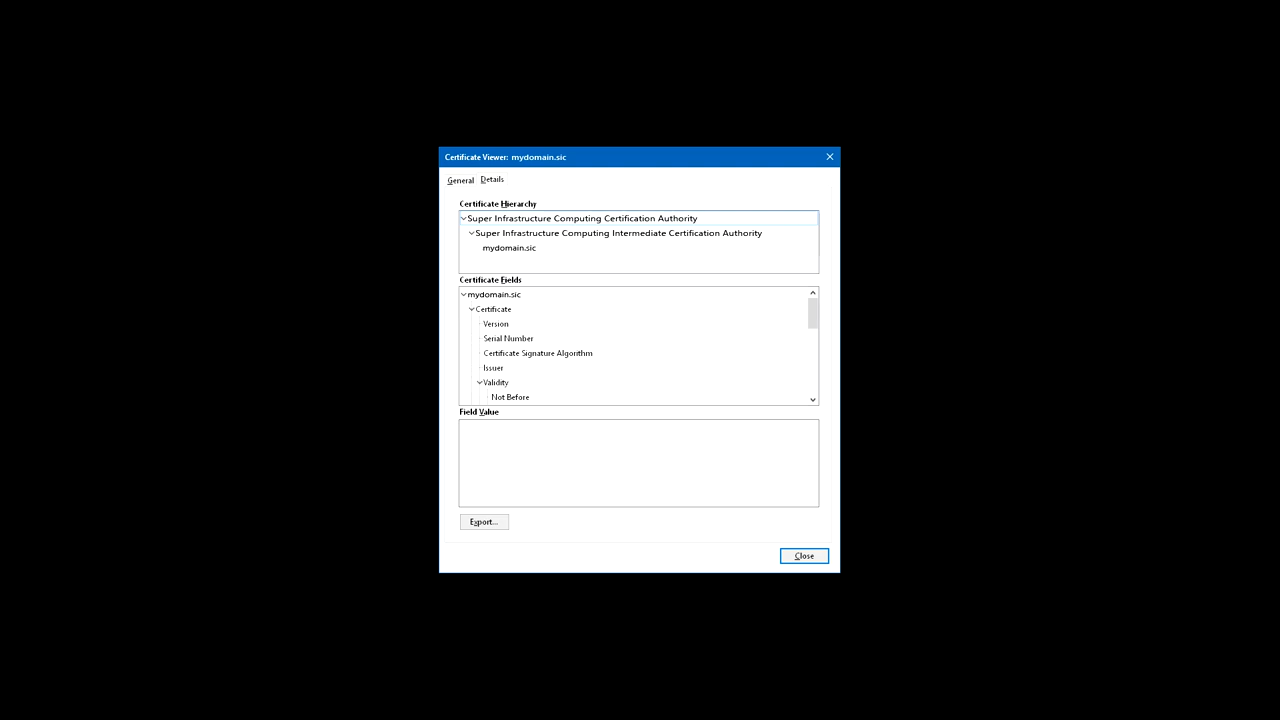 Certificate Viewer: mydomain.sic
General Details
Certificate Hierarchy
Super Infrastructure Computing Certification Authority
Super Infrastructure Computing Intermediate Certification Authority
mydomain.sic
Certificate Fields
mydomain.sic
Certificate
Version
Serial Number
Certificate Signature Algorithm
Issuer
Validity
Not Before
Field Value
Export...
Close